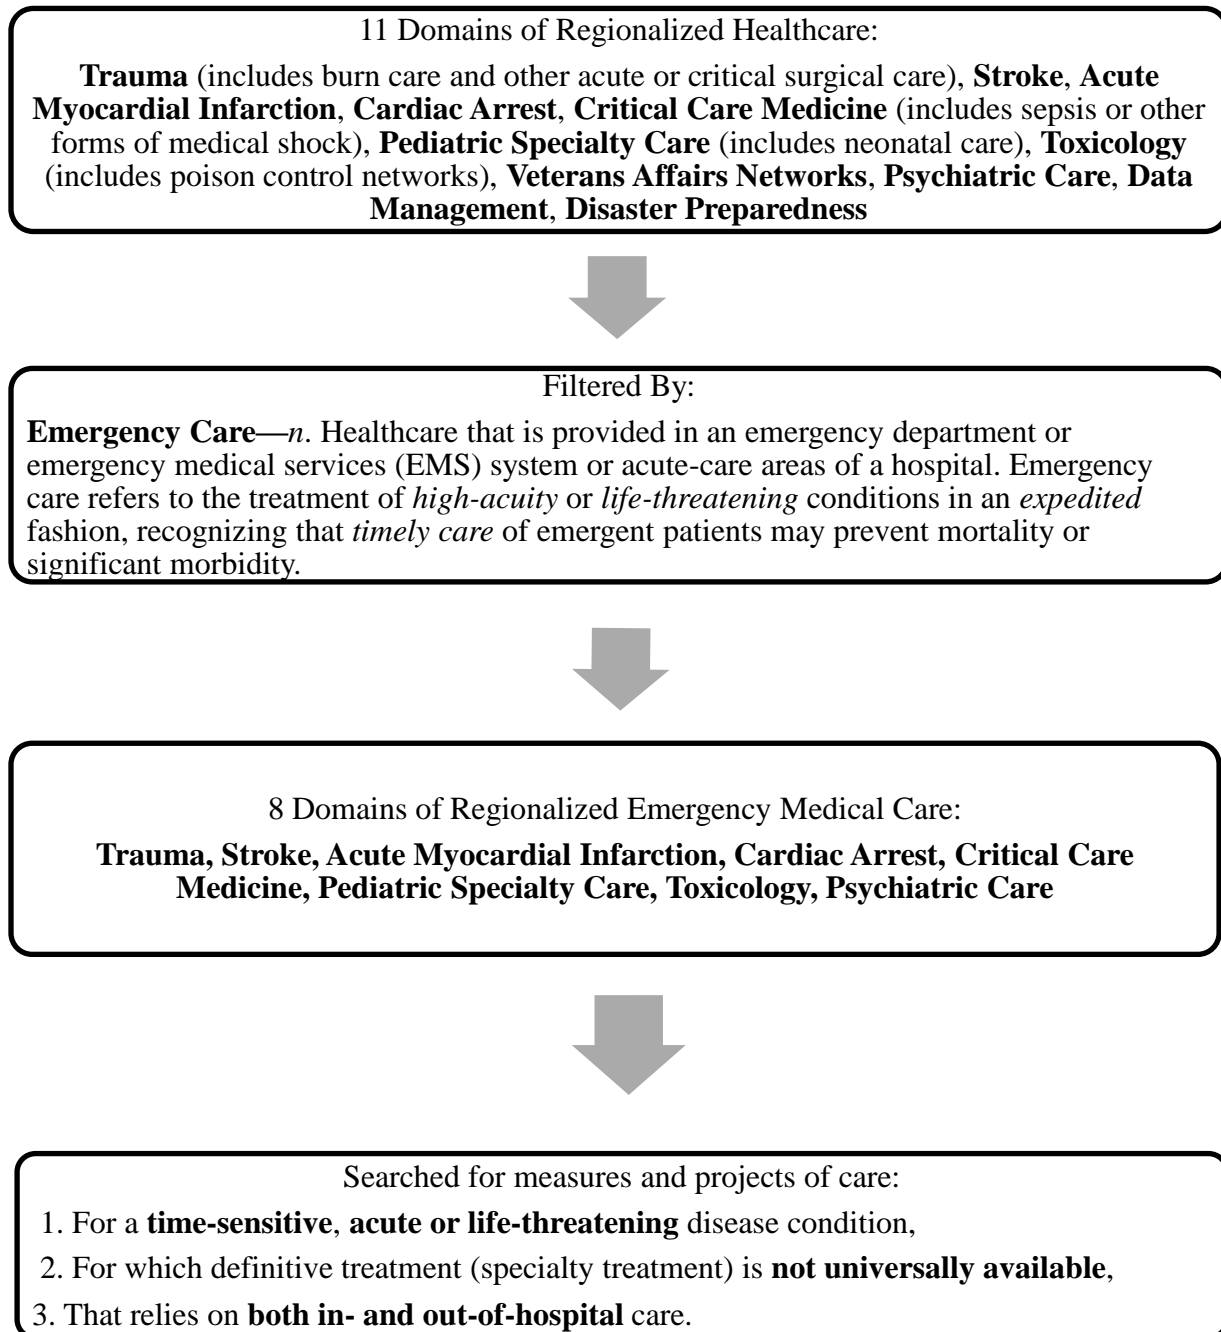 11 Domains of Regionalized Healthcare:
Trauma (includes burn care and other acute or critical surgical care), Stroke, Acute
Myocardial Infarction, Cardiac Arrest, Critical Care Medicine (includes sepsis or other
forms of medical shock), Pediatric Specialty Care (includes neonatal care), Toxicology
(includes poison control networks), Veterans Affairs Networks, Psychiatric Care, Data
Management, Disaster Preparedness
Filtered By:
Emergency Care—n. Healthcare that is provided in an emergency department or
emergency medical services (EMS) system or acute-care areas of a hospital. Emergency
care refers to the treatment of high-acuity or life-threatening conditions in an expedited
fashion, recognizing that timely care of emergent patients may prevent mortality or
significant morbidity.
8 Domains of Regionalized Emergency Medical Care:
Trauma, Stroke, Acute Myocardial Infarction, Cardiac Arrest, Critical Care
Medicine, Pediatric Specialty Care, Toxicology, Psychiatric Care
Searched for measures and projects of care:
1. For a time-sensitive, acute or life-threatening disease condition,
2. For which definitive treatment (specialty treatment) is not universally available,
3. That relies on both in- and out-of-hospital care.